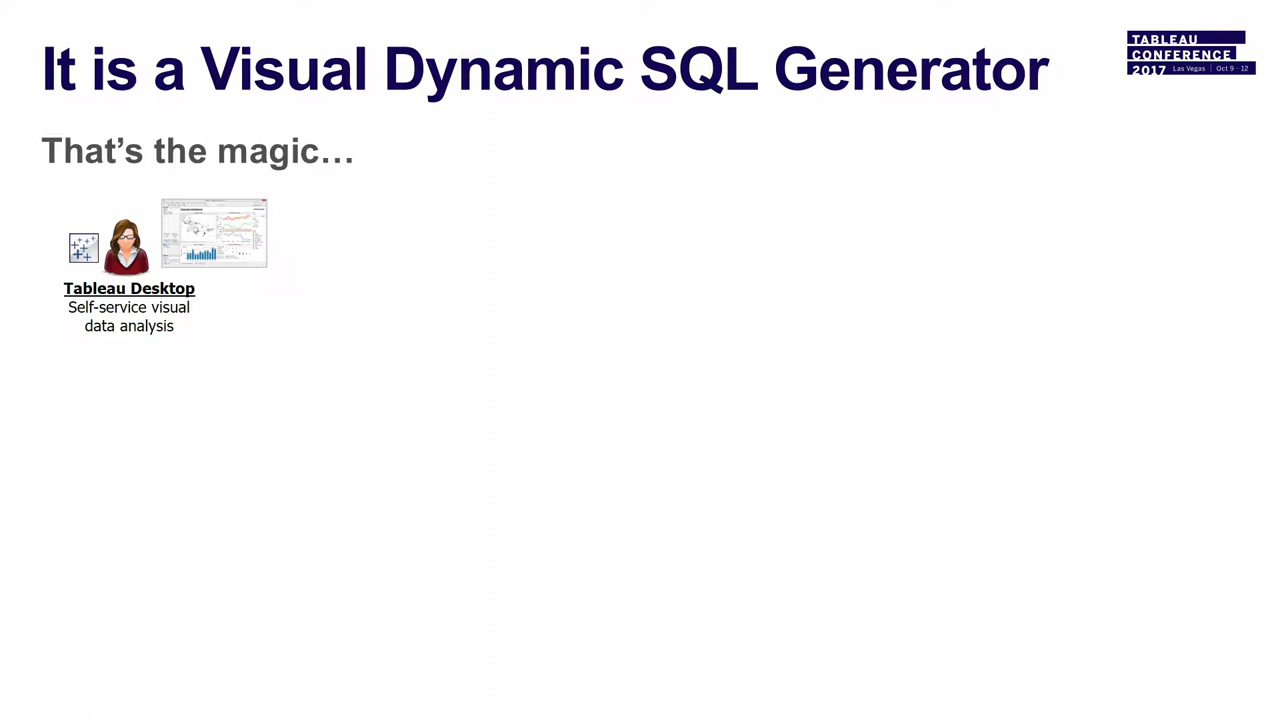 It is a Visual Dynamic SQL Generator
TABLEAU
CONFERENCE
2017 Las Vegas | Oct 9 - 12
That’s the magic…
Tableau Desktop
Self-service visual
data analysis